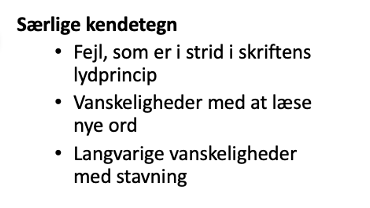 Særlige kendetegn
• Fejl, som er i strid i skriftens
lydprincip
• Vanskeligheder med at læse
nye ord
• Langvarige vanskeligheder
med stavning